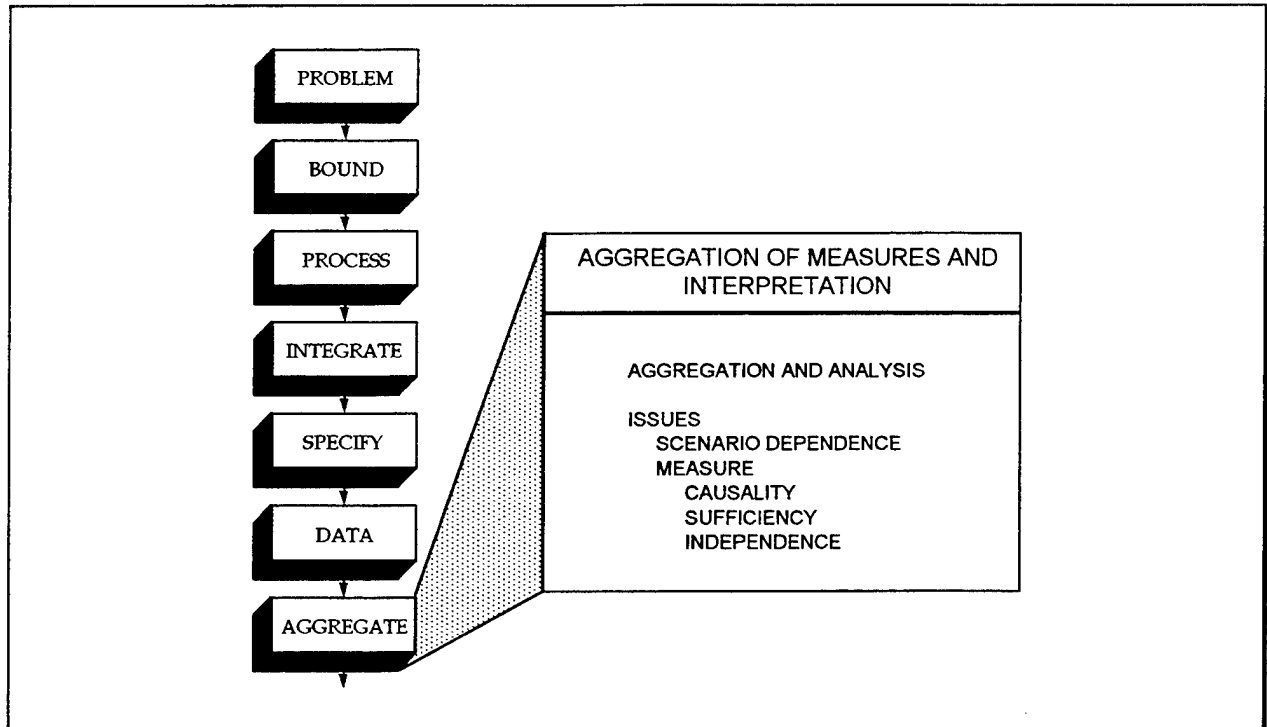 PROBLEM
BOUND
PROCESS
INTEGRATE
SPECIFY
DATA
AGGREGATE
AGGREGATION OF MEASURES AND
INTERPRETATION
AGGREGATION AND ANALYSIS
ISSUES
SCENARIO DEPENDENCE
MEASURE
CAUSALITY
SUFFICIENCY
INDEPENDENCE